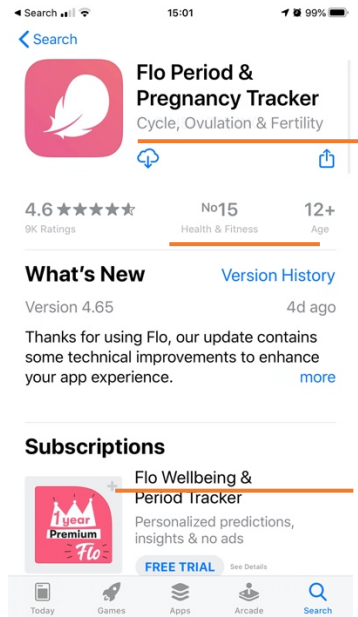 Search
15:01
99%
Search
Flo Period &
Pregnancy Tracker
Cycle, Ovulation & Fertility
4.6
No15
12+
9K Ratings
Health & Fitness
Age
What's New
Version History
Version 4.65
4d ago
Thanks for using Flo, our update contains
some technical improvements to enhance
your app experience.
more
Subscriptions
Flo Wellbeing &
Period Tracker
1 year
Premium
Flo
Personalized predictions,
insights & no ads
FREE TRIAL
See Details
Today
Games
Apps
Arcade
Search